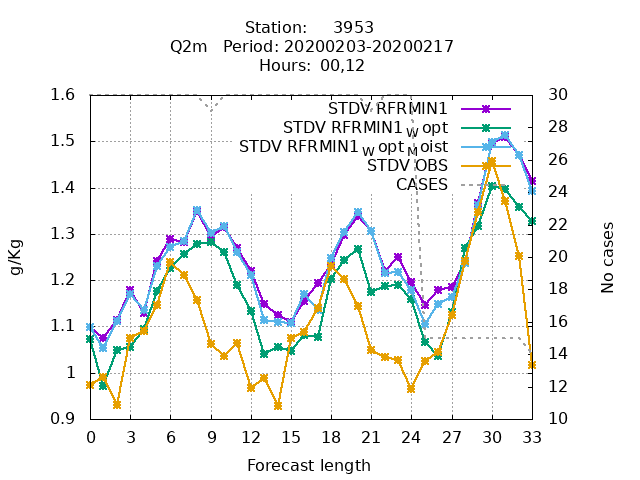 Station: 3953
Q2m Period: 20200203-20200217
Hours: 00,12
STDV RFRMIN1
STDV RFRMIN1_W opt
STDV RFRMIN1_W opt_M oist
STDV OBS
CASES
1.6
1.5
1.4
1.3
1.2
1.1
1
0.9
30
28
26
24
22
20
18
16
14
12
10
0 3 6 9 12 15 18 21 24 27 30 33
g/Kg
No cases
Forecast length